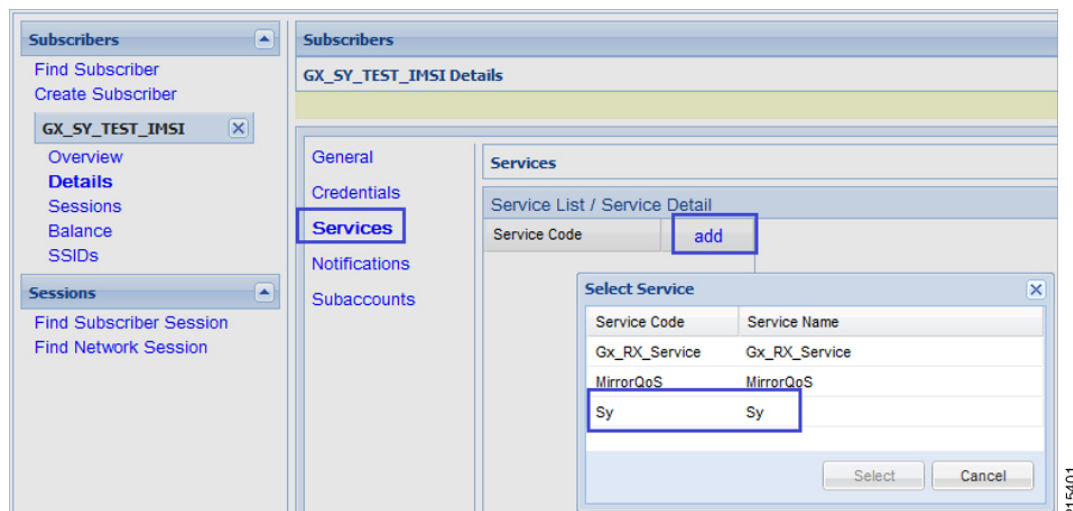 Subscribers
Find Subscriber
Create Subscriber
GX_SY_TEST_IMSI
Overview
Details
Sessions
Balance
SSIDs
Sessions
Find Subscriber Session
Find Network Session
Subscribers
GX_SY_TEST_IMSI Details
General
Credentials
Services
Notifications
Subaccounts
Services
Service List / Service Detail
Service Code add
Select Service
Service Code Service Name
Gx_RX_Service Gx_RX_Service
MirrorQoS MirrorQoS
Sy Sy
Select Cancel